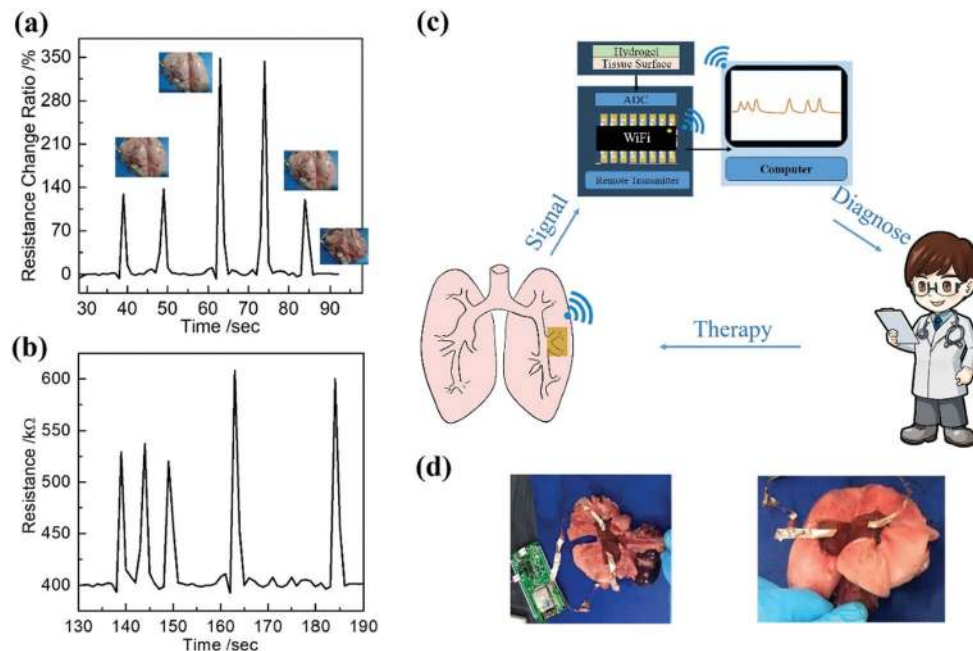 (a)
350
280
210
140
70
0
Resistance Change Ratio /%
30 40 50 60 70 80 90
Time /sec
(b)
600
550
500
450
400
Resistance /kΩ
130 140 150 160 170 180 190
Time /sec
(c)
Hydrogel
Tissue Surface
ADC
WiFi
Remote Transmitter
Computer
Signal
Diagnose
Therapy
(d)